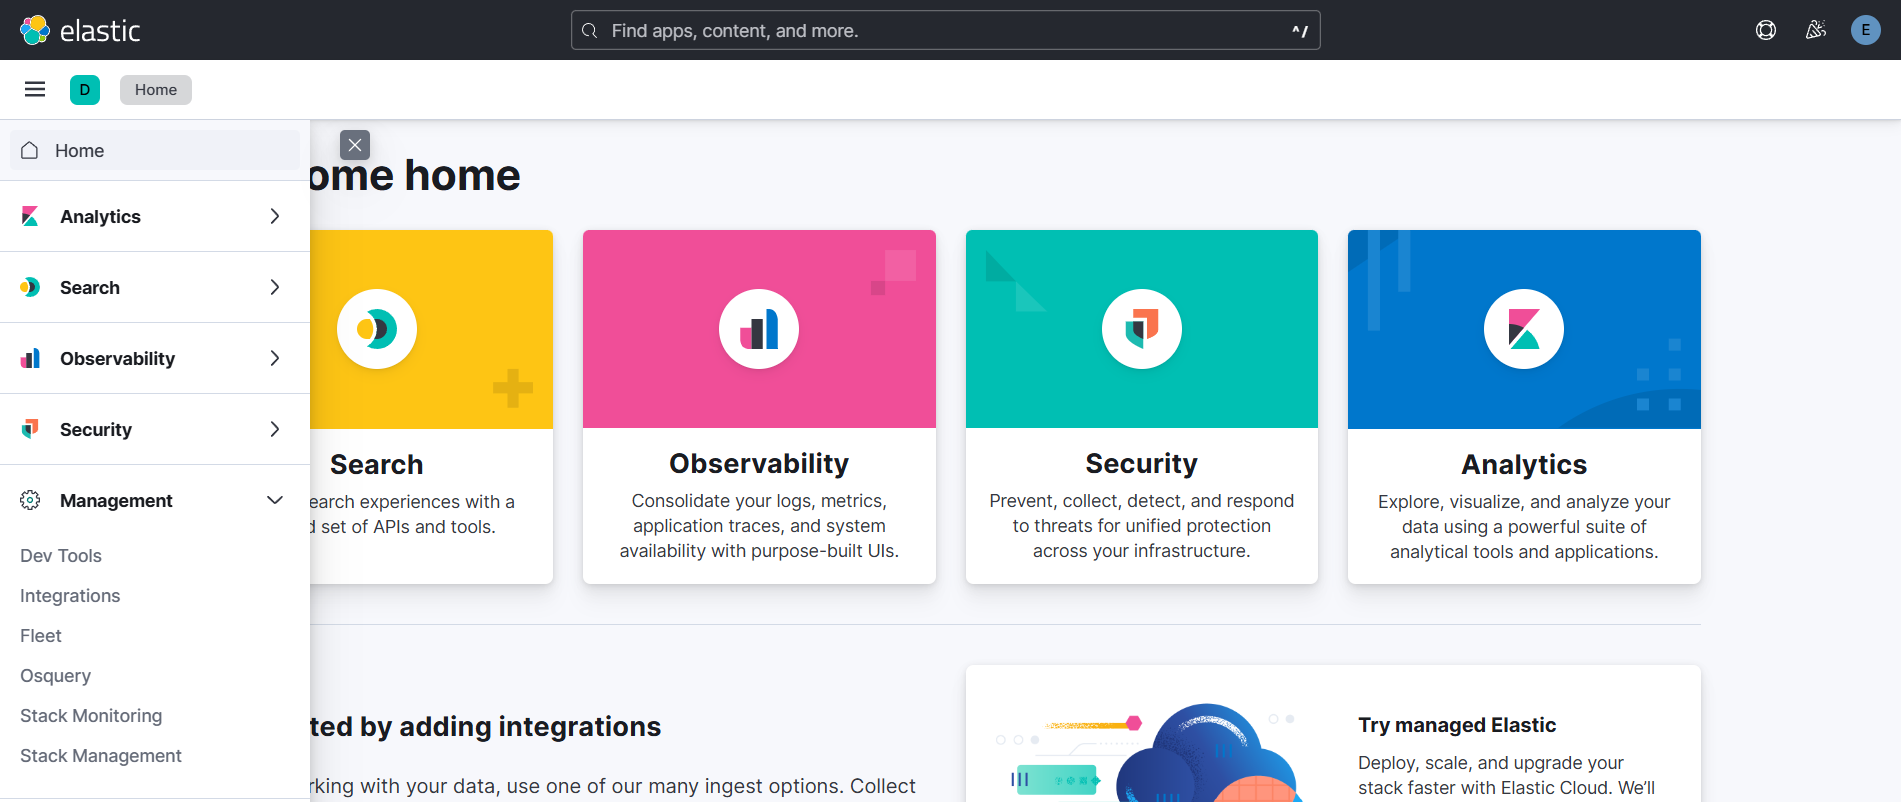 elastic
Find apps, content, and more.
^/
E
D
Home
Home
Analytics
Search
Observability
Security
Management
Dev Tools
Integrations
Fleet
Osquery
Stack Monitoring
Stack Management
ome home
Search
earch experiences with a
d set of APIs and tools.
Observability
Consolidate your logs, metrics,
application traces, and system
availability with purpose-built UIs.
Security
Prevent, collect, detect, and respond
to threats for unified protection
across your infrastructure.
Analytics
Explore, visualize, and analyze your
data using a powerful suite of
analytical tools and applications.
ted by adding integrations
rking with your data, use one of our many ingest options. Collect
Try managed Elastic
Deploy, scale, and upgrade your
stack faster with Elastic Cloud. We’ll